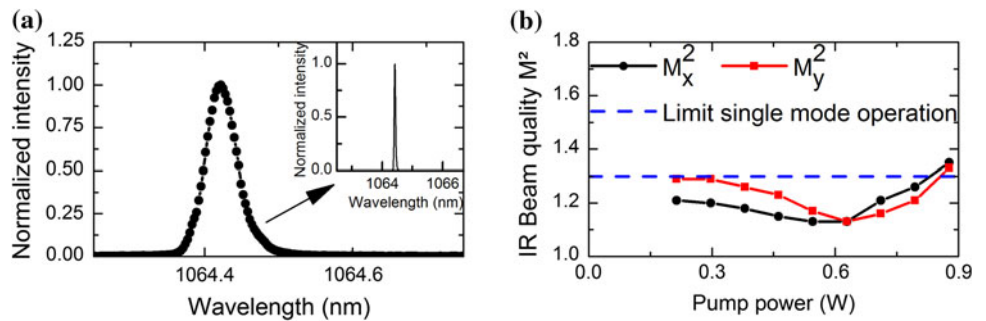 (a)
1.25
1.00
0.75
0.50
0.25
0.00
Normalized intensity
1064.4
1064.6
Wavelength (nm)
1.0
0.5
0.0
Normalized intensity
1064
1066
Wavelength (nm)
(b)
1.8
1.6
1.4
1.2
1.0
IR Beam quality M²
M²x M²y
Limit single mode operation
0.0
0.3
0.6
0.9
Pump power (W)